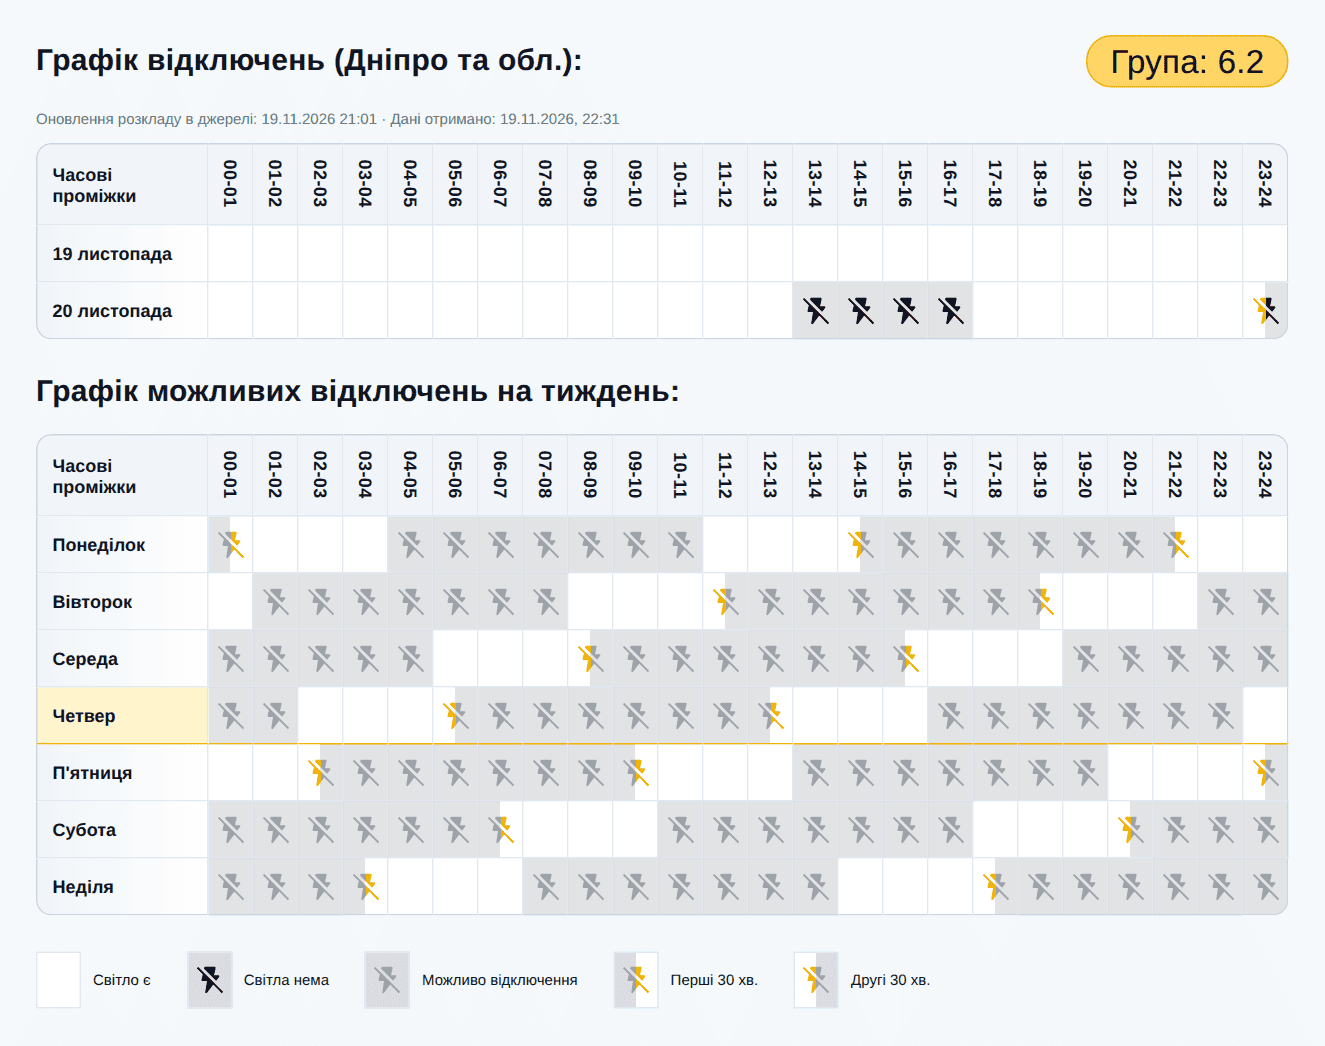 Графік відключень (Дніпро та обл.):
Група: 6.2
Оновлення розкладу в джерелі: 19.11.2026 21:01 · Дані отримано: 19.11.2026, 22:31
Часові проміжки 00-01 01-02 02-03 03-04 04-05 05-06 06-07 07-08 08-09 09-10 10-11 11-12 12-13 13-14 14-15 15-16 16-17 17-18 18-19 19-20 20-21 21-22 22-23 23-24
19 листопада
20 листопада
Графік можливих відключень на тиждень:
Часові проміжки 00-01 01-02 02-03 03-04 04-05 05-06 06-07 07-08 08-09 09-10 10-11 11-12 12-13 13-14 14-15 15-16 16-17 17-18 18-19 19-20 20-21 21-22 22-23 23-24
Понеділок
Вівторок
Середа
Четвер
П'ятниця
Субота
Неділя
Світло є Світла нема Можливо відключення Перші 30 хв. Другі 30 хв.